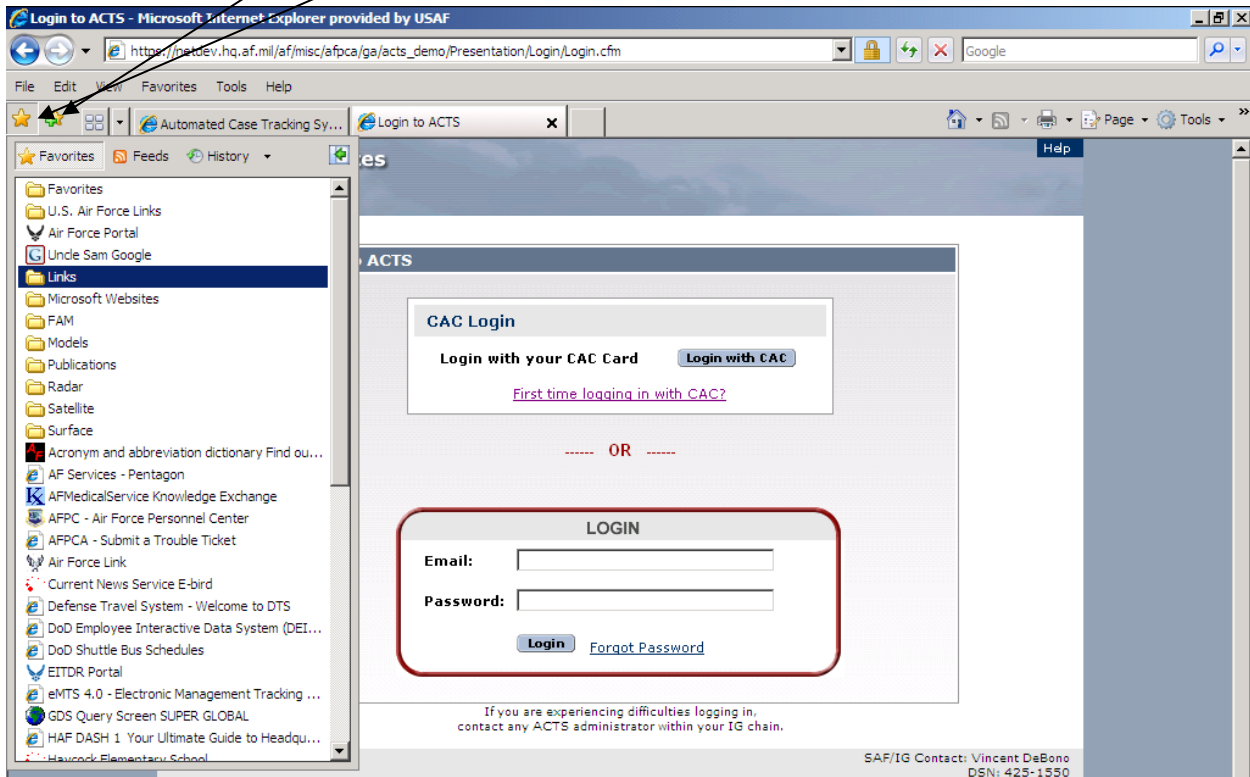 Login to ACTS - Microsoft Internet Explorer provided by USAF
https://netdev.hq.af.mil/af/misc/afpca/ga/acts_demo/Presentation/Login/Login.cfm
Google
File Edit View Favorites Tools Help
Automated Case Tracking Sy... Login to ACTS Page Tools
Favorites Feeds History
Help
Favorites
U.S. Air Force Links
Air Force Portal
Uncle Sam Google
ACTS
Links
Microsoft Websites
FAM
Models
Publications
Radar
Satellite
Surface
Acronym and abbreviation dictionary Find ou...
AF Services - Pentagon
AFMedicalService Knowledge Exchange
AFPC - Air Force Personnel Center
AFPCA - Submit a Trouble Ticket
Air Force Link
Current News Service E-bird
Defense Travel System - Welcome to DTS
DoD Employee Interactive Data System (DEI...
DoD Shuttle Bus Schedules
EITDR Portal
eMTS 4.0 - Electronic Management Tracking ...
GDS Query Screen SUPER GLOBAL
HAF DASH 1 Your Ultimate Guide to Headqu...
Haycock Elementary School
CAC Login
Login with your CAC Card Login with CAC
First time logging in with CAC?
------ OR ------
LOGIN
Email:
Password:
Login Forgot Password
If you are experiencing difficulties logging in,
contact any ACTS administrator within your IG chain.
SAF/IG Contact: Vincent DeBono
DSN: 425-1550